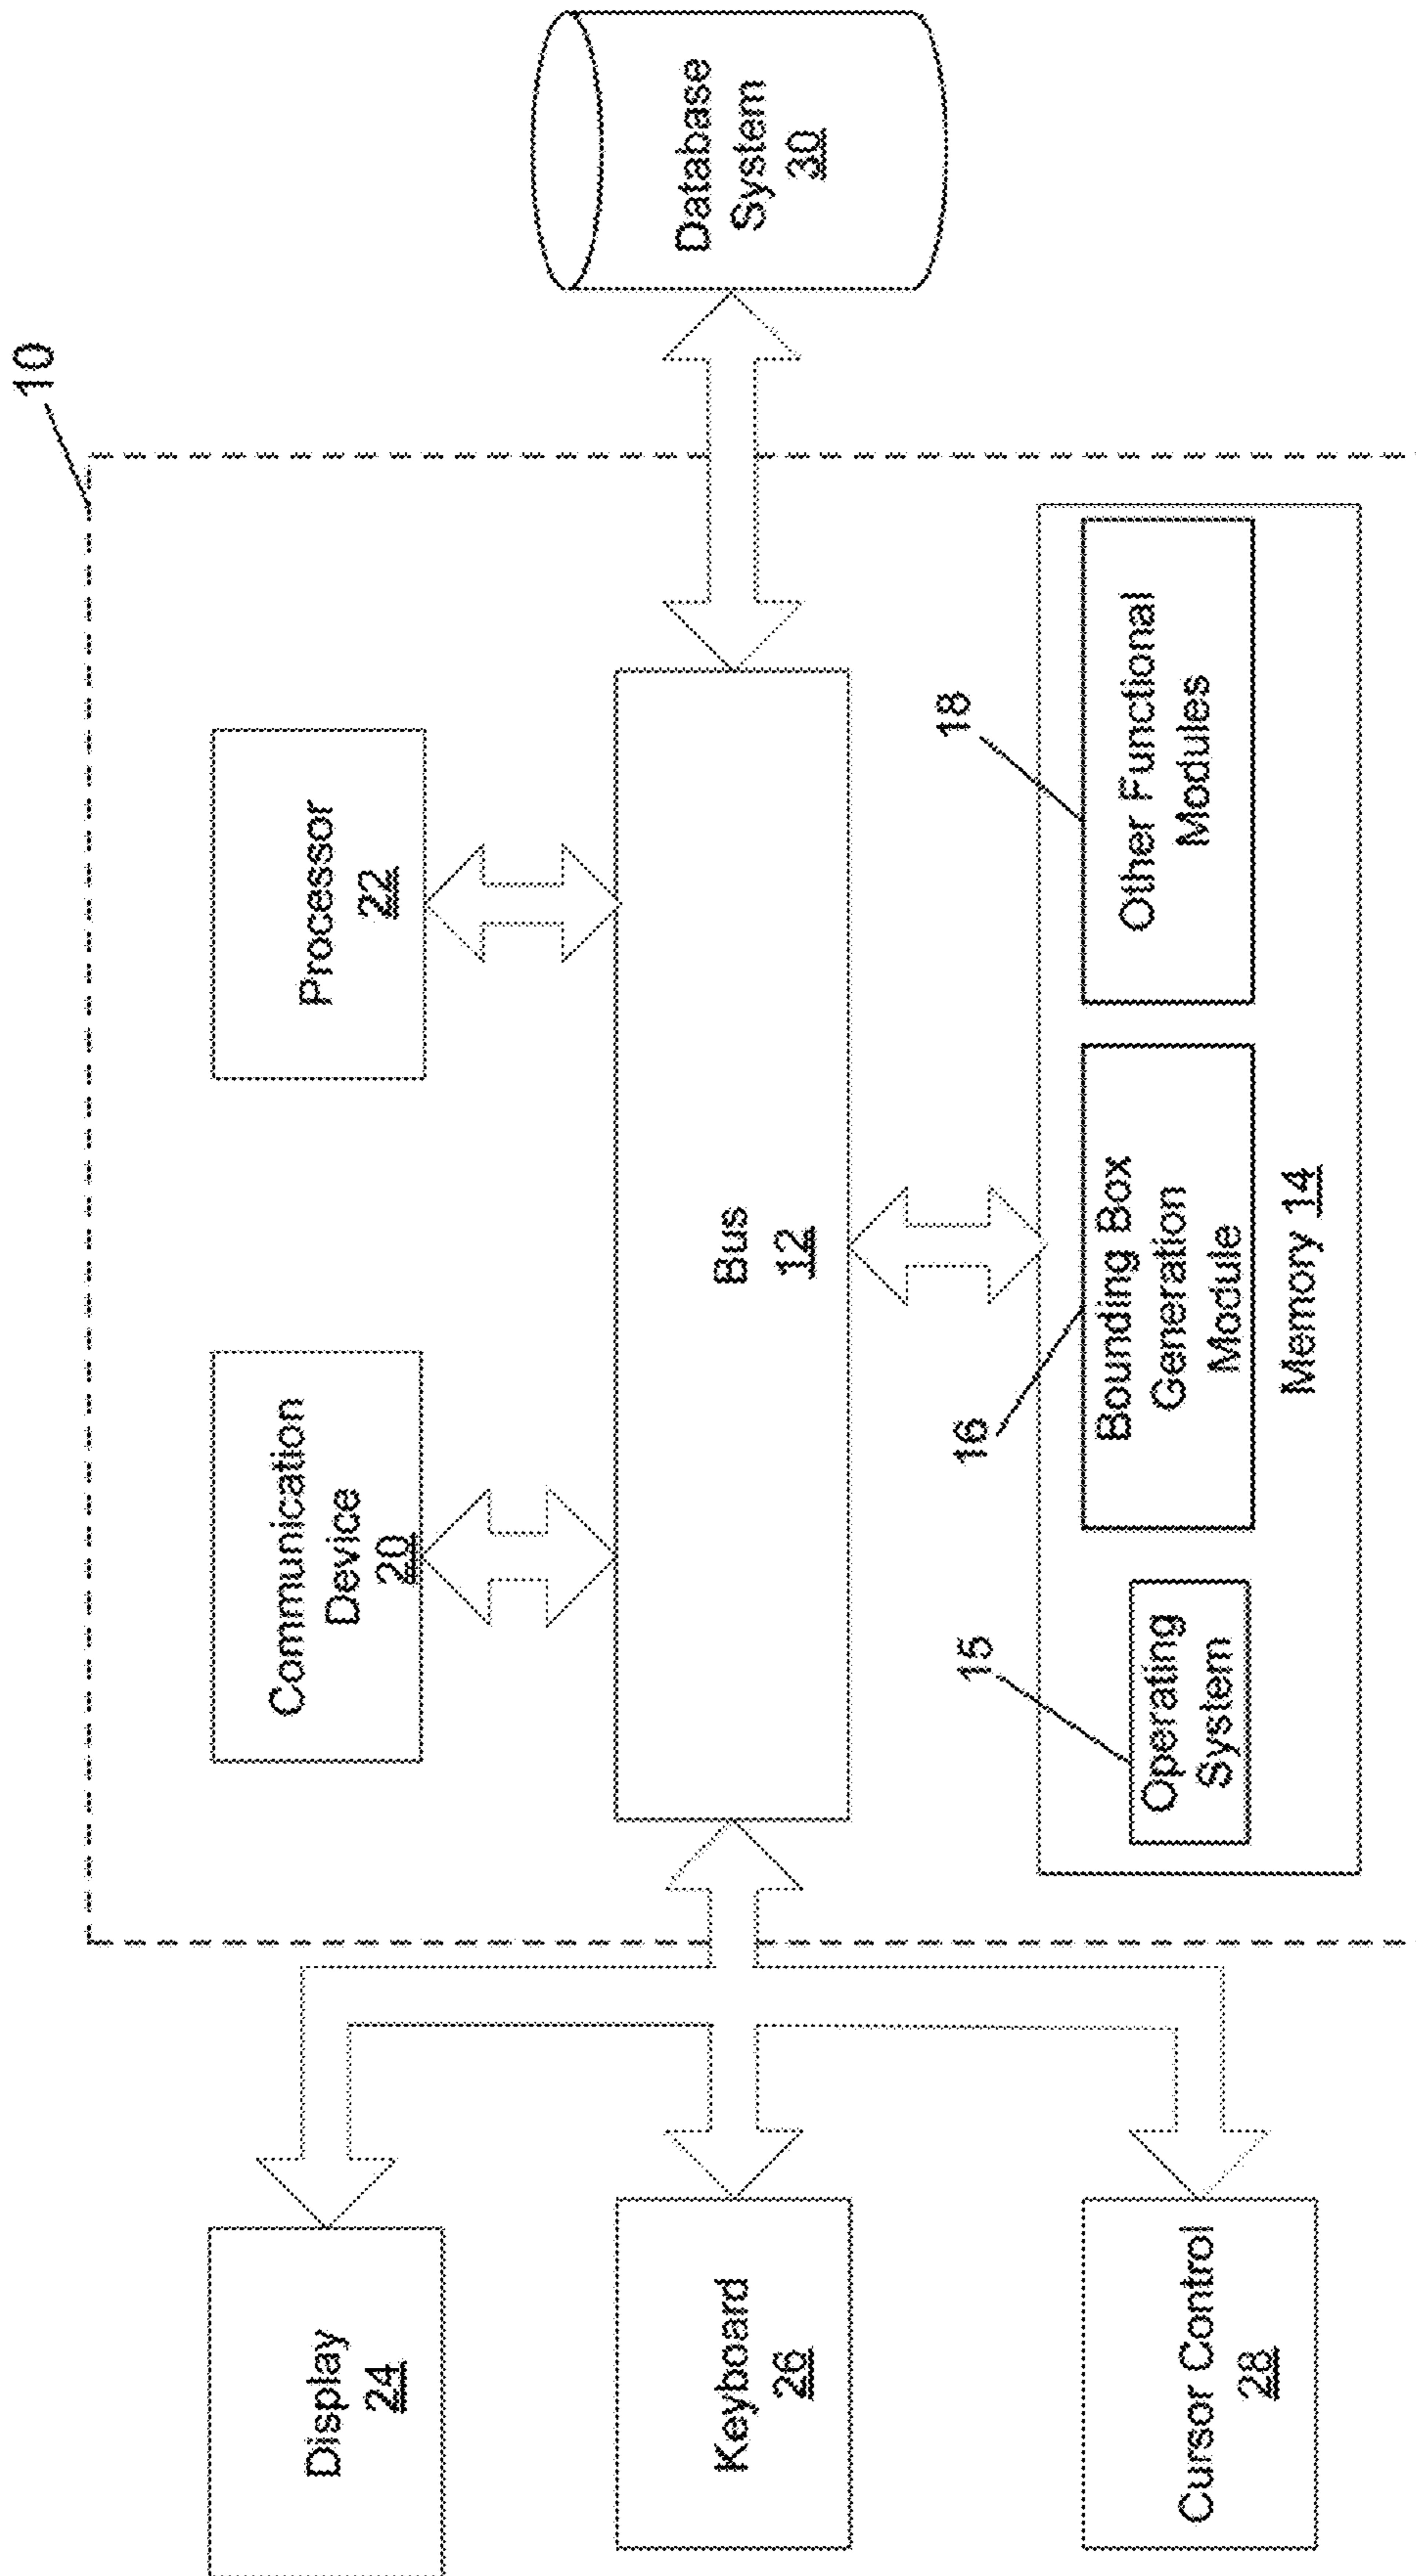 10
Display
24
Communication
Device
20
Processor
22
Keyboard
26
Bus
12
Database
System
30
15
16
18
Cursor Control
28
Operating
System
Bounding Box
Generation
Module
Other Functional
Modules
Memory 14